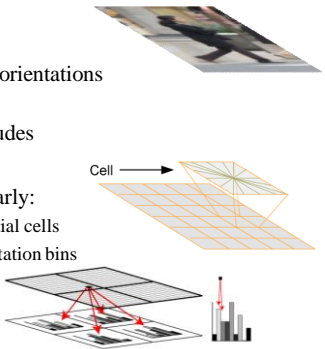 orientations
udes
Cell
arly:
ial cells
tation bins